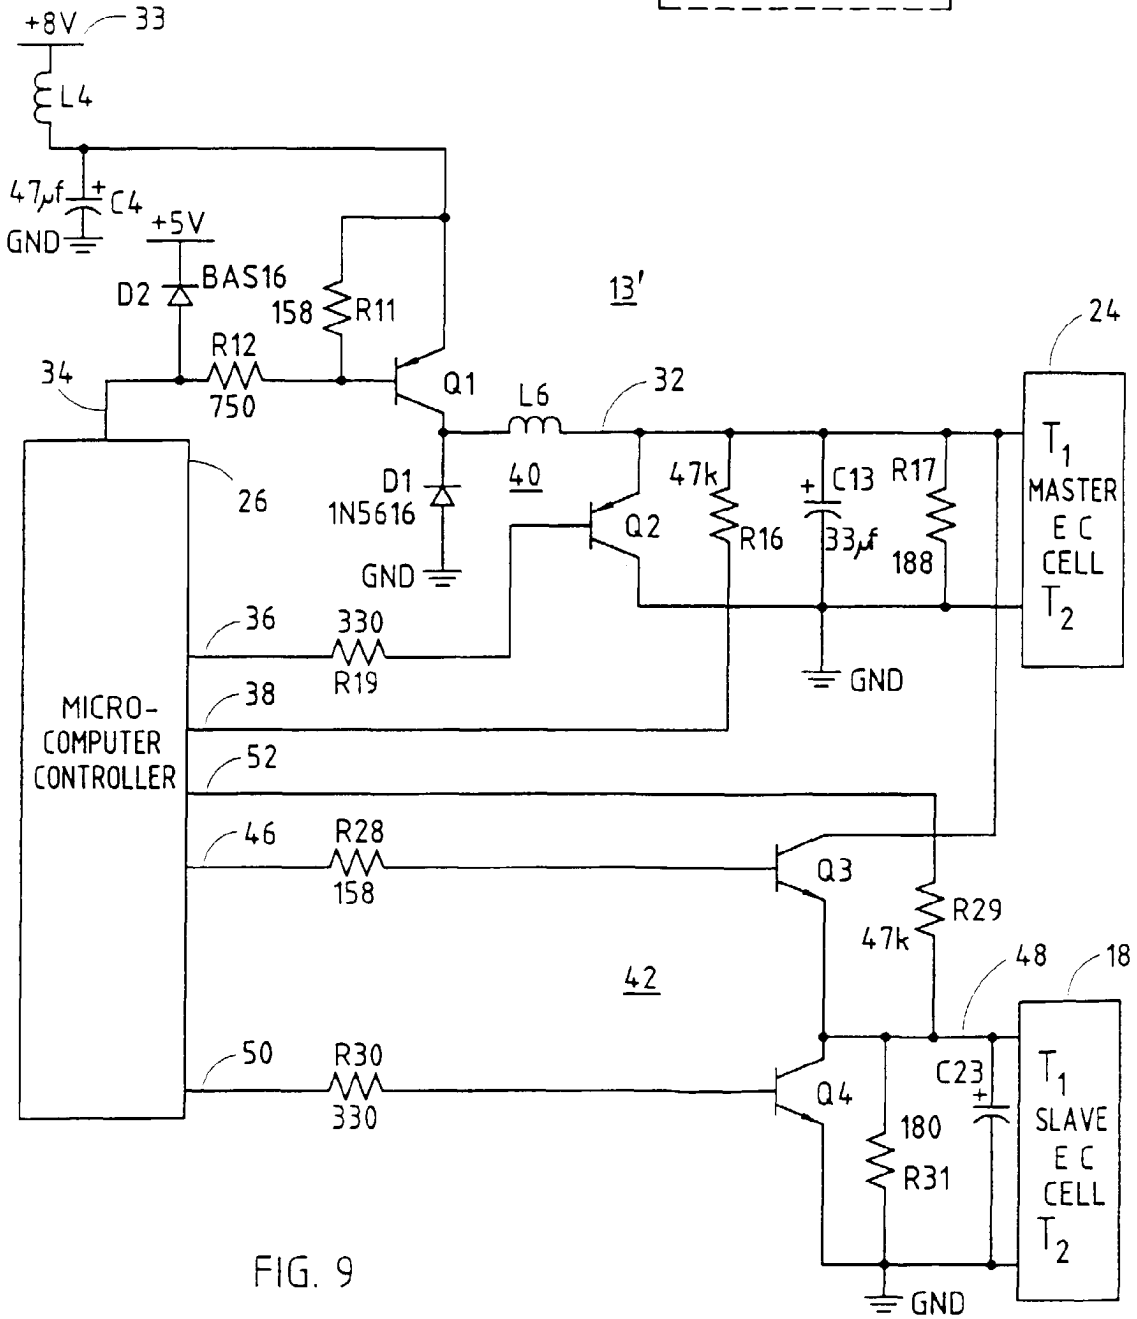 +8V 33
L4
47μf + C4
GND
+5V
D2 BAS16
158 R11
13'
24
R12
750
34
Q1
L6
32
26
D1
1N5616
40
GND
Q2
47k
R16
+ C13
33μf
R17
188
T1
MASTER
E C
CELL
T2
36
330
R19
GND
38
MICRO-
COMPUTER
CONTROLLER
52
46
R28
158
Q3
R29
47k
42
48
18
50
R30
330
Q4
C23
+
180
R31
T1
SLAVE
E C
CELL
T2
GND
FIG. 9